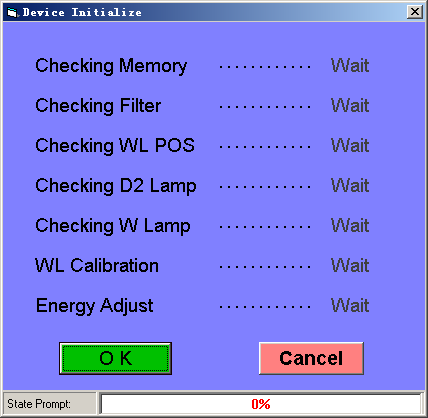 Device Initialize
Checking Memory ············ Wait
Checking Filter ············ Wait
Checking WL POS ············ Wait
Checking D2 Lamp ············ Wait
Checking W Lamp ············ Wait
WL Calibration ············ Wait
Energy Adjust ············ Wait
O K Cancel
State Prompt: 0%